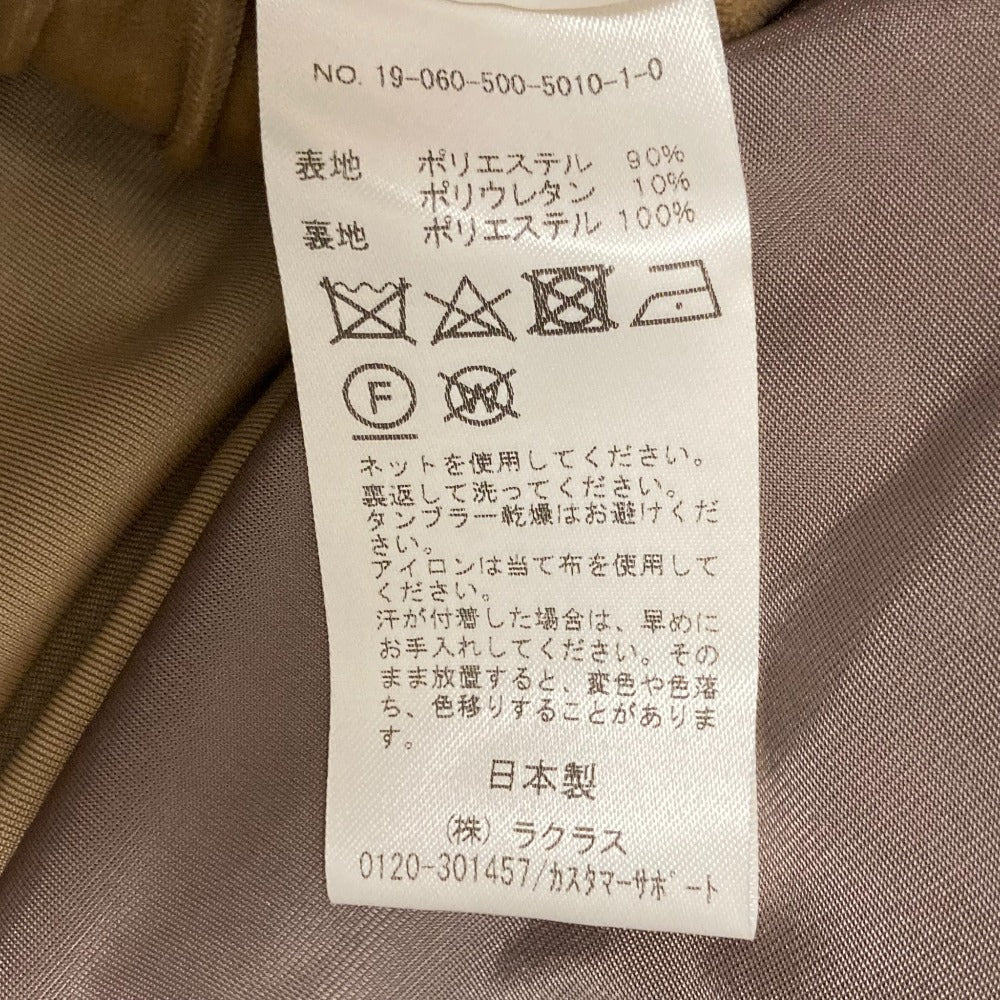 NO. 19-060-500-5010-1-0
表地 ポリエステル 90%
ポリウレタン 10%
裏地 ポリエステル 100%
F W
ネットを使用してください。
裏返して洗ってください。
タンブラー乾燥はお避けくだ
さい。
アイロンは当て布を使用して
ください。
汗が付着した場合は、早めに
お手入れしてください。その
まま放置すると、変色や色落
ち、色移りすることがありま
す。
日本製
(株) ラクラス
0120-301457/カスタマーサポート